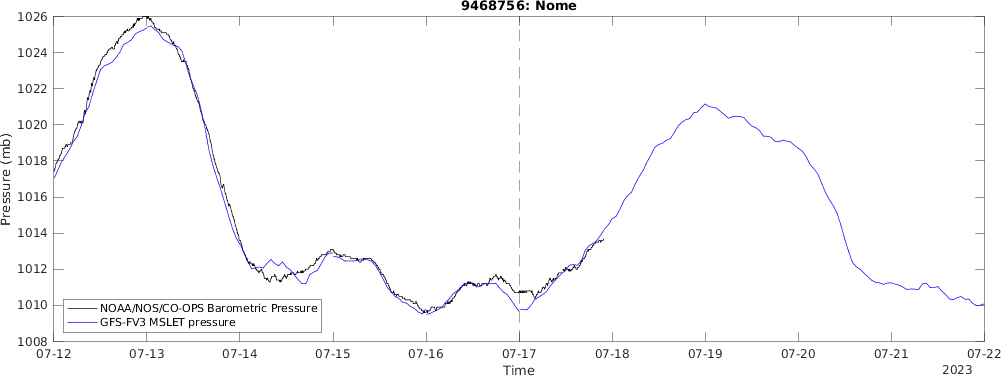 9468756: Nome
Pressure (mb)
1026
1024
1022
1020
1018
1016
1014
1012
1010
1008
NOAA/NOS/CO-OPS Barometric Pressure
GFS-FV3 MSLET pressure
07-12 07-13 07-14 07-15 07-16 07-17 07-18 07-19 07-20 07-21 07-22
Time
2023